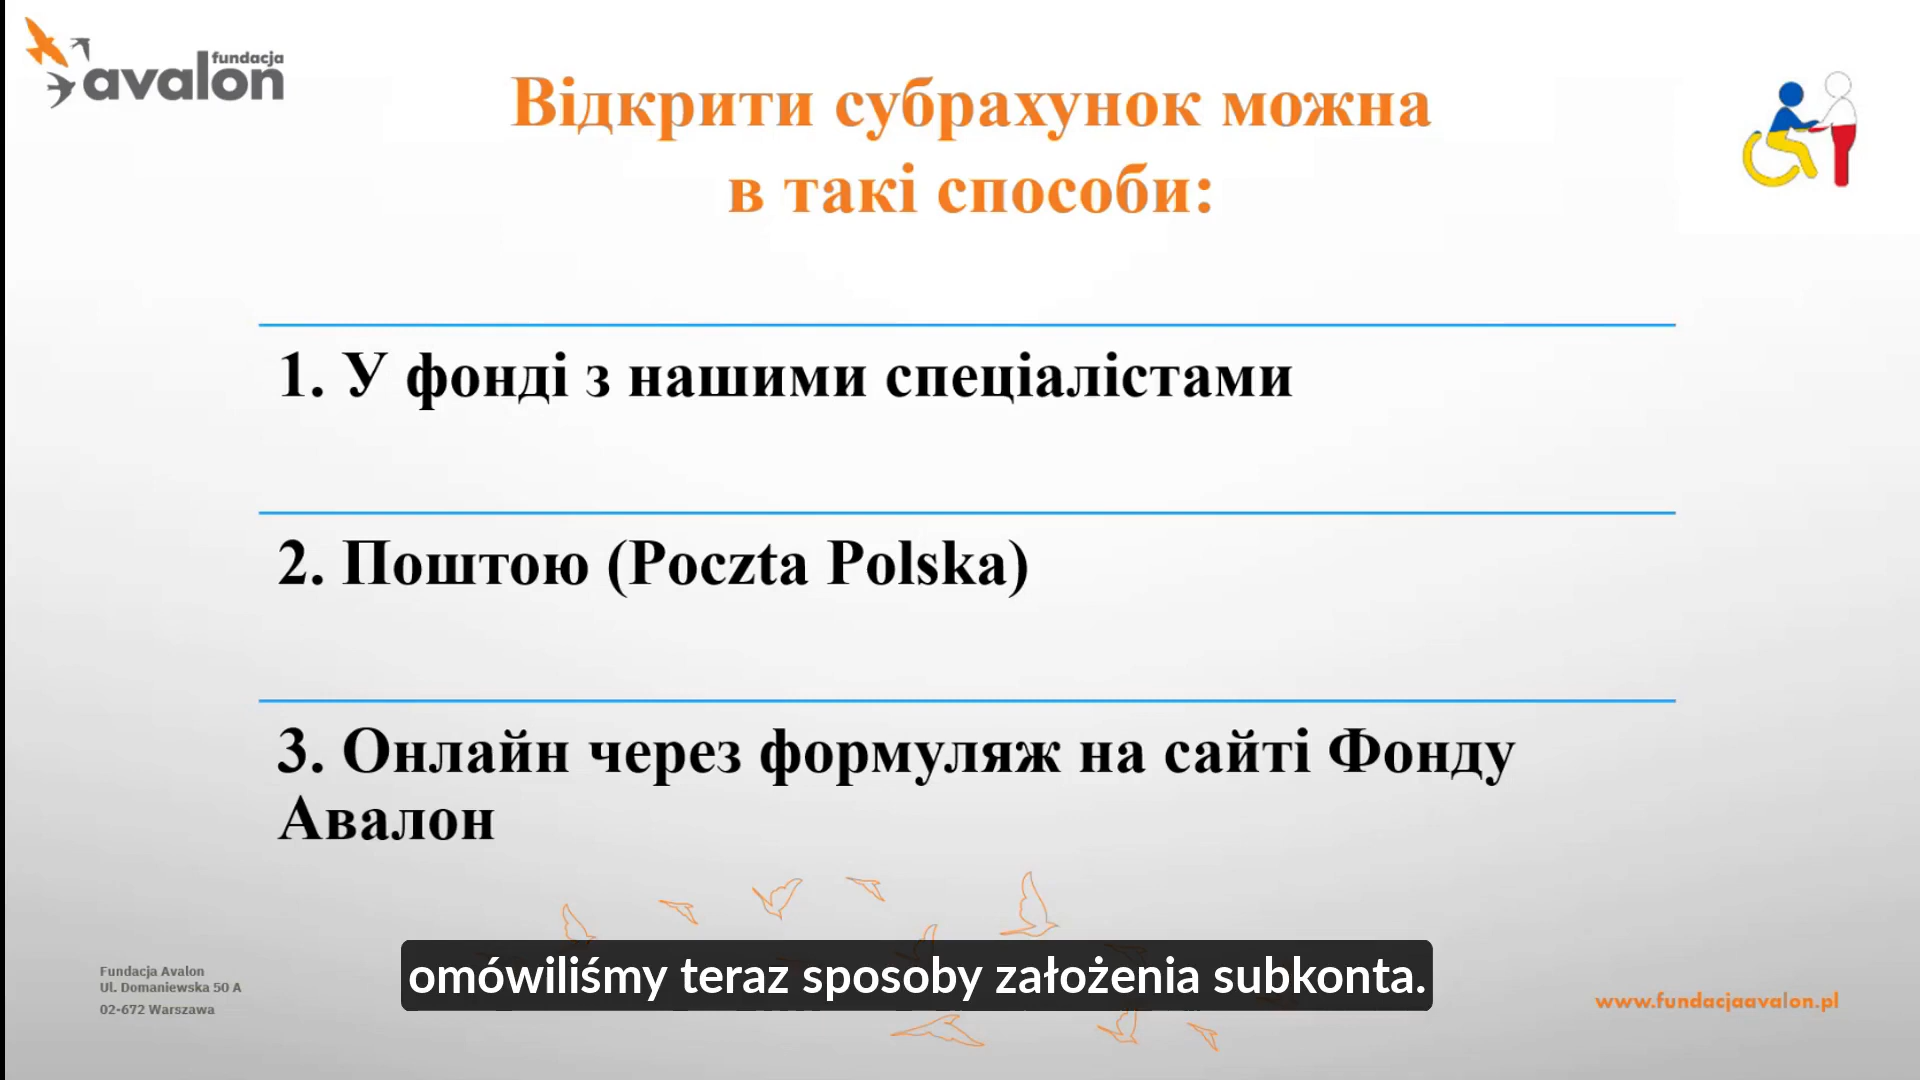 fundacja
avalon
Відкрити субрахунок можна
в такі способи:
1. У фонді з нашими спеціалістами
2. Поштою (Poczta Polska)
3. Онлайн через формуляж на сайті Фонду
Авалон
omówiliśmy teraz sposoby założenia subkonta.
Fundacja Avalon
Ul. Domaniewska 50 A
02-672 Warszawa
www.fundacjaavalon.pl